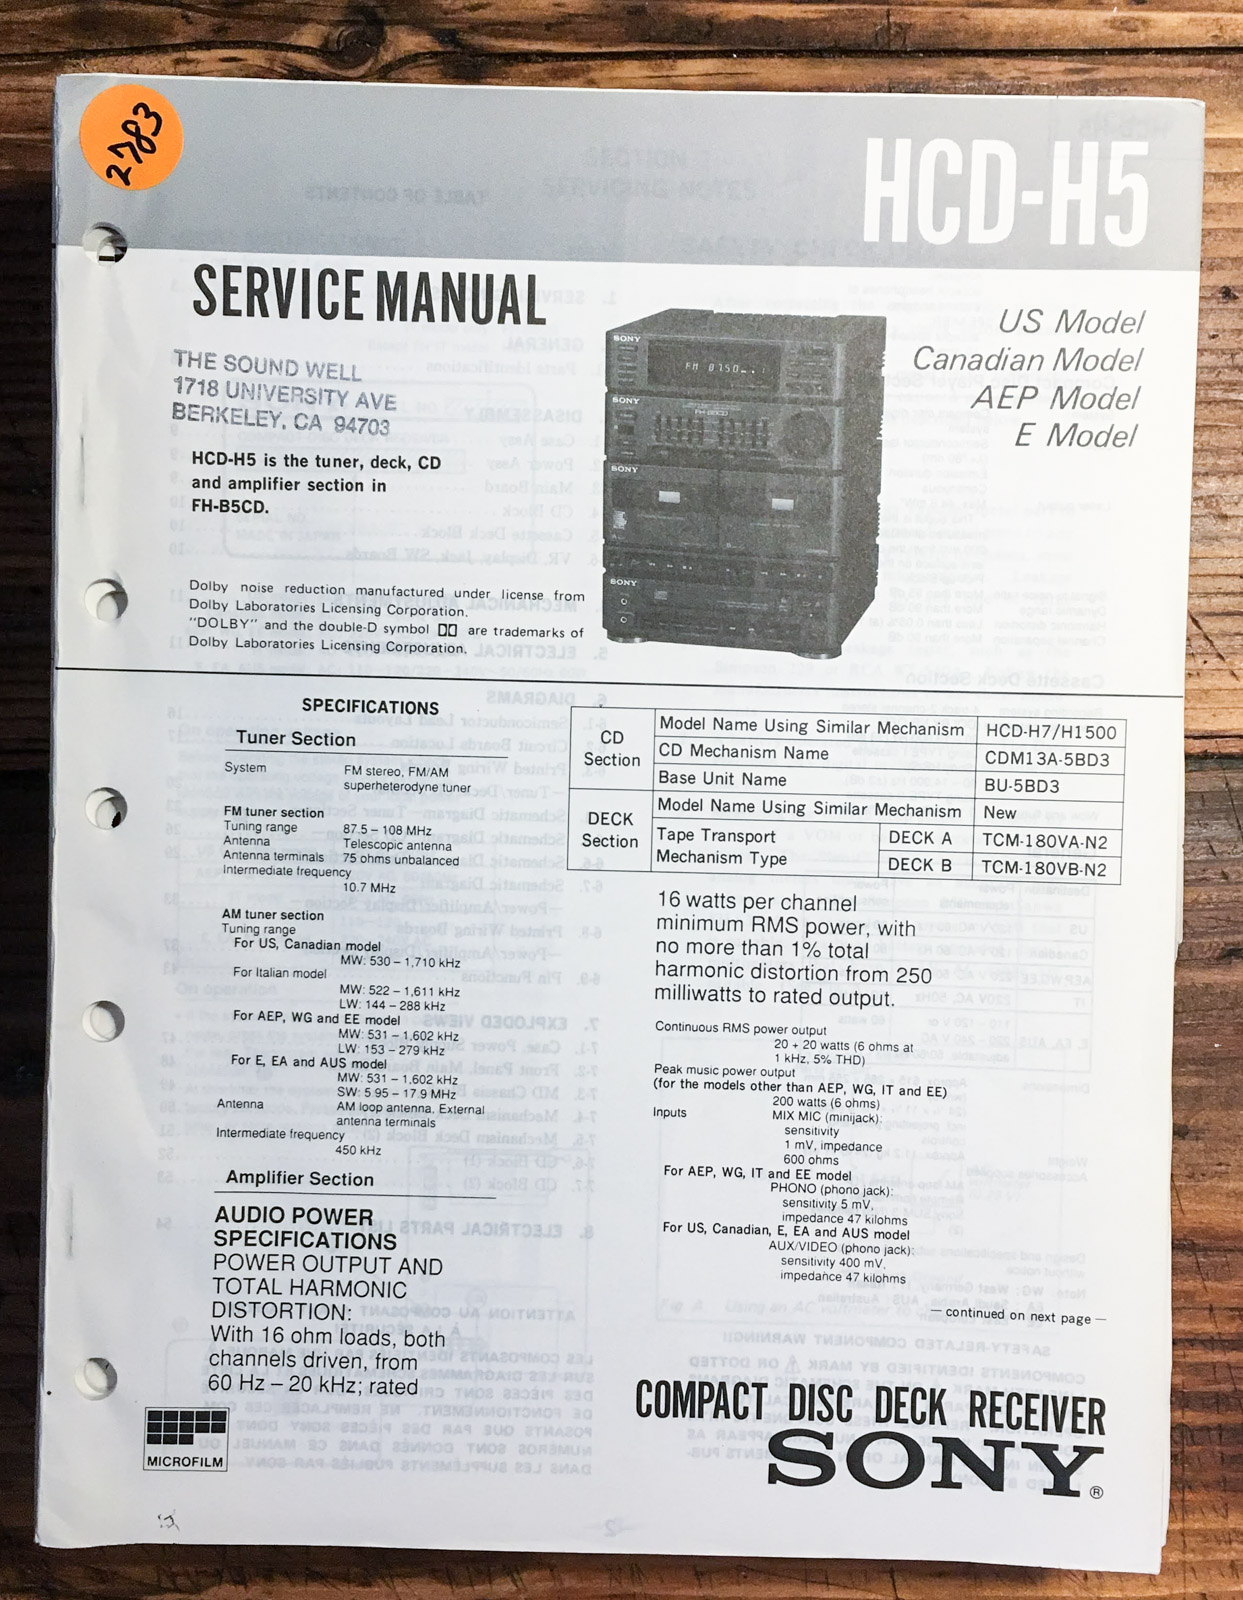 2783
HCD-H5
SERVICE MANUAL
US Model
Canadian Model
AEP Model
E Model
THE SOUND WELL
1718 UNIVERSITY AVE
BERKELEY, CA 94703
HCD-H5 is the tuner, deck, CD
and amplifier section in
FH-B5CD.
SONY
FM 8750
SONY
SONY
SONY
Dolby noise reduction manufactured under license from
Dolby Laboratories Licensing Corporation.
"DOLBY" and the double-D symbol are trademarks of
Dolby Laboratories Licensing Corporation.
SPECIFICATIONS
Tuner Section
System FM stereo, FM/AM
superheterodyne tuner
FM tuner section
Tuning range 87.5 – 108 MHz
Antenna Telescopic antenna
Antenna terminals 75 ohms unbalanced
Intermediate frequency
10.7 MHz
AM tuner section
Tuning range
For US, Canadian model
MW: 530 – 1,710 kHz
For Italian model
MW: 522 – 1,611 kHz
LW: 144 – 288 kHz
For AEP, WG and EE model
MW: 531 – 1,602 kHz
LW: 153 – 279 kHz
For E, EA and AUS model
MW: 531 – 1,602 kHz
SW: 5.95 – 17.9 MHz
Antenna AM loop antenna, External
antenna terminals
Intermediate frequency
450 kHz
Amplifier Section
AUDIO POWER
SPECIFICATIONS
POWER OUTPUT AND
TOTAL HARMONIC
DISTORTION:
With 16 ohm loads, both
channels driven, from
60 Hz – 20 kHz; rated
MICROFILM
CD Section
Model Name Using Similar Mechanism HCD-H7/H1500
CD Mechanism Name CDM13A-5BD3
Base Unit Name BU-5BD3
DECK Section
Model Name Using Similar Mechanism New
Tape Transport Mechanism Type
DECK A TCM-180VA-N2
DECK B TCM-180VB-N2
16 watts per channel
minimum RMS power, with
no more than 1% total
harmonic distortion from 250
milliwatts to rated output.
Continuous RMS power output
20 + 20 watts (6 ohms at
1 kHz, 5% THD)
Peak music power output
(for the models other than AEP, WG, IT and EE)
200 watts (6 ohms)
Inputs MIX MIC (minijack):
sensitivity
1 mV, impedance
600 ohms
For AEP, WG, IT and EE model
PHONO (phono jack):
sensitivity 5 mV,
impedance 47 kilohms
For US, Canadian, E, EA and AUS model
AUX/VIDEO (phono jack):
sensitivity 400 mV,
impedance 47 kilohms
— continued on next page —
COMPACT DISC DECK RECEIVER
SONY®